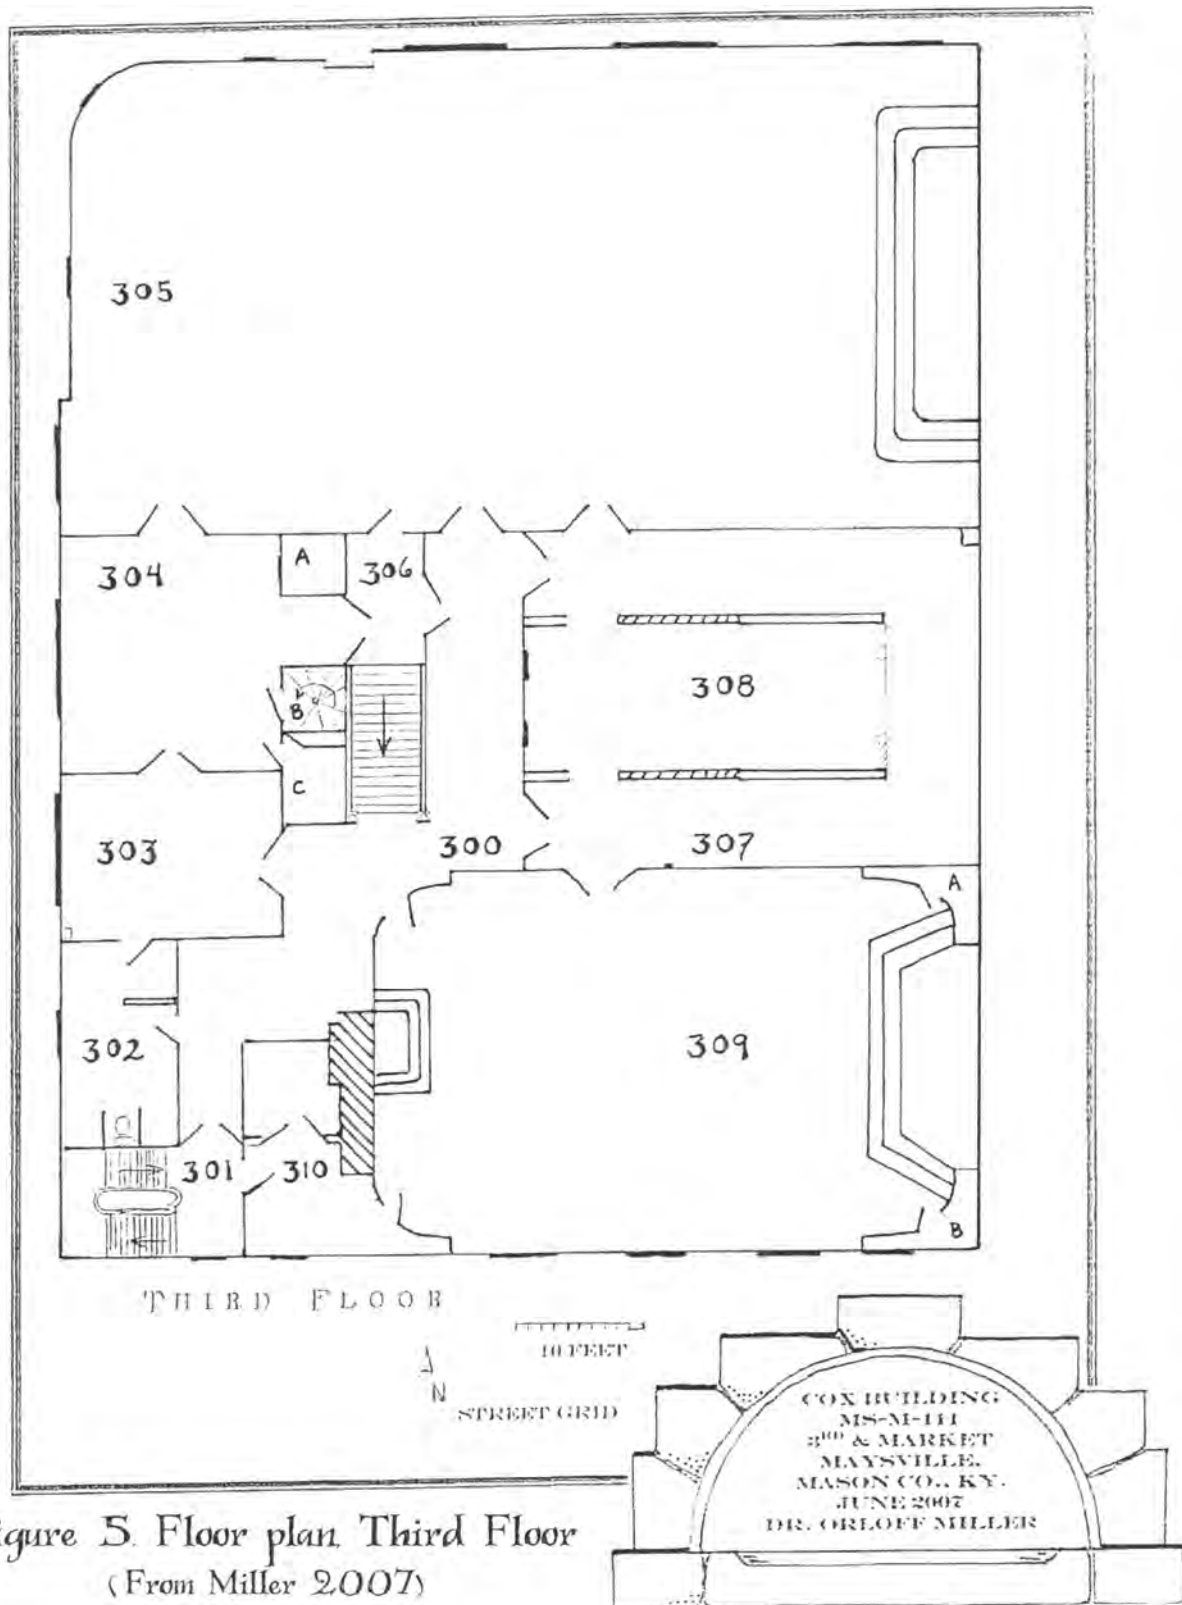 305
304
A
306
B
308
C
303
300
307
A
302
309
301
310
B
THIRD FLOOR
10 FEET
N
STREET GRID
COX BUILDING
MS-M-111
3RD & MARKET
MAYSVILLE,
MASON CO., KY.
JUNE 2007
DR. ORLOFF MILLER
igure 5. Floor plan, Third Floor
(From Miller 2007)